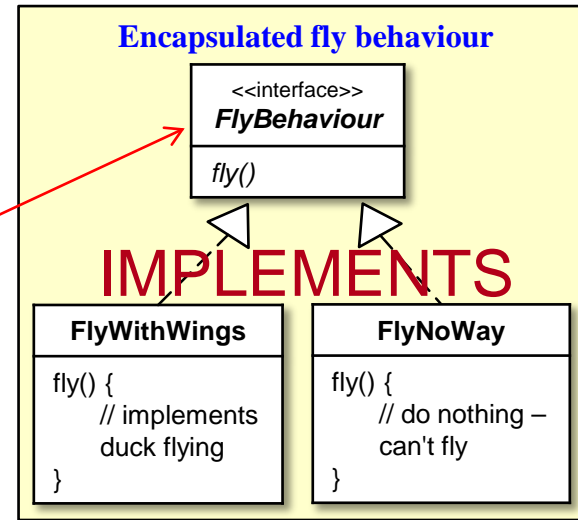 Encapsulated fly behaviour
<<interface>>
FlyBehaviour
fly()
IMPLEMENTS
FlyWithWings
fly() {
// implements
duck flying
}
FlyNoWay
fly() {
// do nothing –
can't fly
}